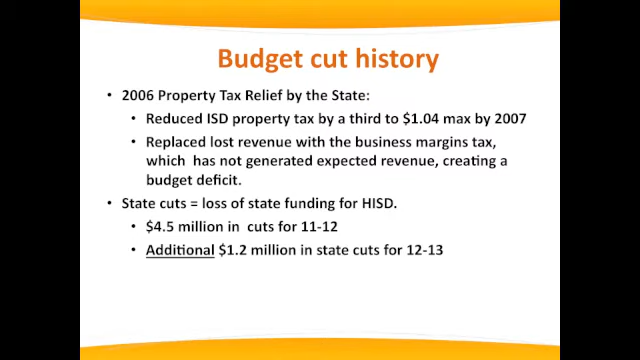 Budget cut history
• 2006 Property Tax Relief by the State:
• Reduced ISD property tax by a third to $1.04 max by 2007
• Replaced lost revenue with the business margins tax,
which has not generated expected revenue, creating a
budget deficit.
• State cuts = loss of state funding for HISD.
• $4.5 million in cuts for 11-12
• Additional $1.2 million in state cuts for 12-13